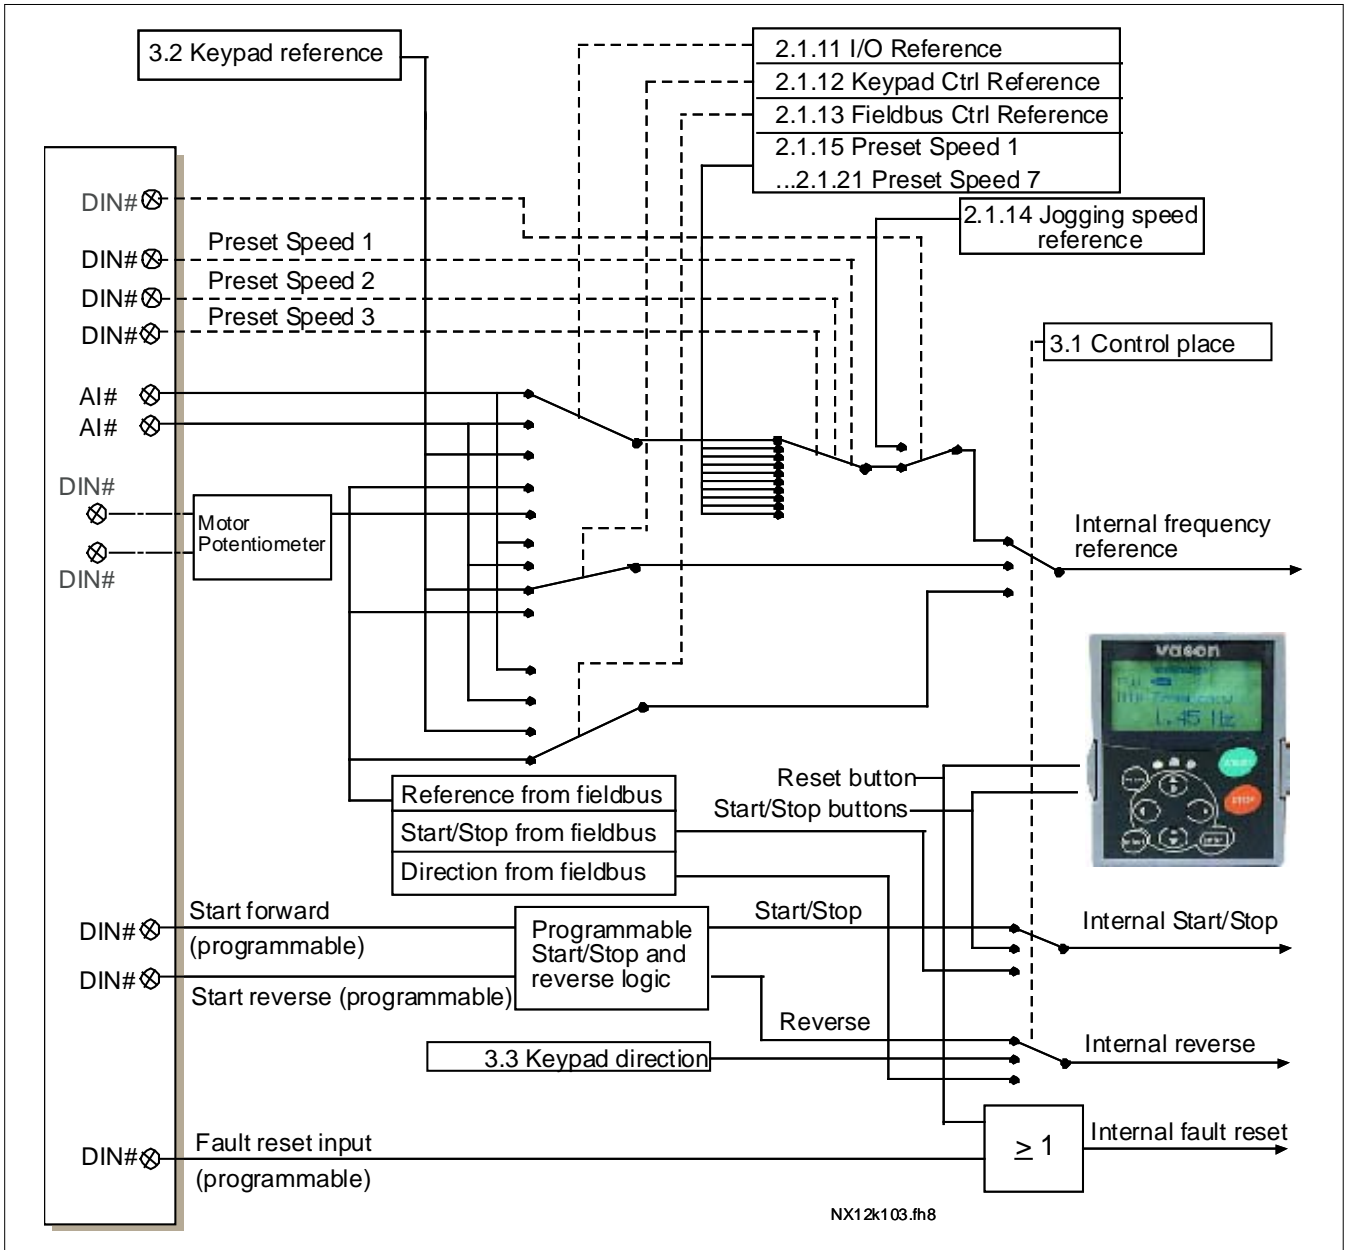 3.2 Keypad reference
2.1.11 I/O Reference
2.1.12 Keypad Ctrl Reference
2.1.13 Fieldbus Ctrl Reference
2.1.15 Preset Speed 1
...2.1.21 Preset Speed 7
2.1.14 Jogging speed
reference
3.1 Control place
DIN#
DIN#
Preset Speed 1
DIN#
Preset Speed 2
DIN#
Preset Speed 3
AI#
AI#
DIN#
DIN#
Motor
Potentiometer
Internal frequency
reference
vacon
1.45 Hz
START
STOP
Reset button
Start/Stop buttons
Reference from fieldbus
Start/Stop from fieldbus
Direction from fieldbus
DIN#
Start forward
(programmable)
DIN#
Start reverse (programmable)
Programmable
Start/Stop and
reverse logic
Start/Stop
Reverse
Internal Start/Stop
3.3 Keypad direction
Internal reverse
DIN#
Fault reset input
(programmable)
≥ 1
Internal fault reset
NX12k103.fh8